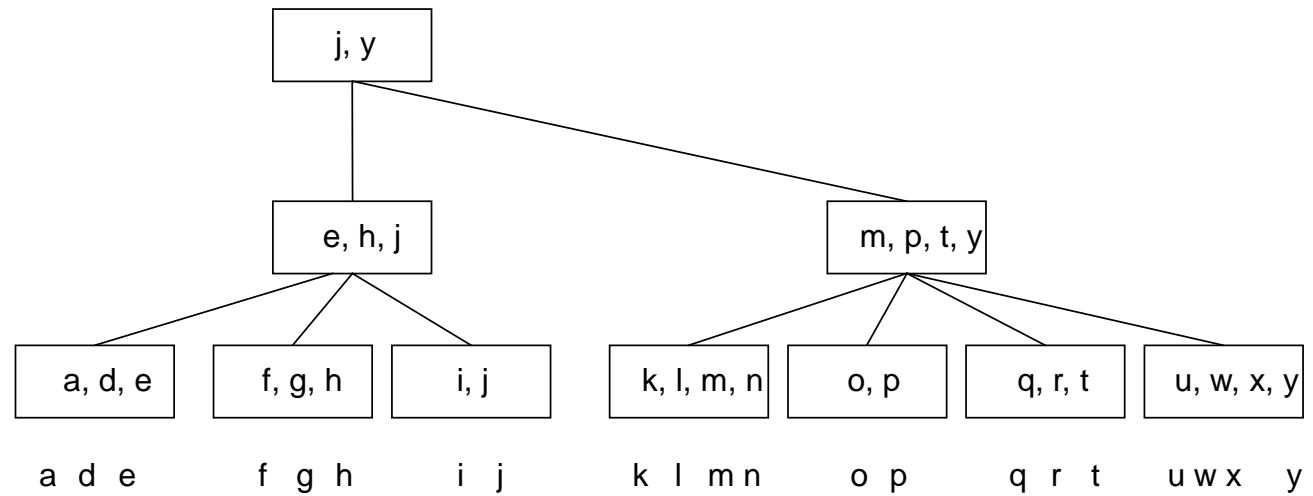 j, y
e, h, j
m, p, t, y
a, d, e
f, g, h
i, j
k, l, m, n
o, p
q, r, t
u, w, x, y
a d e f g h i j k l m n o p q r t u w x y